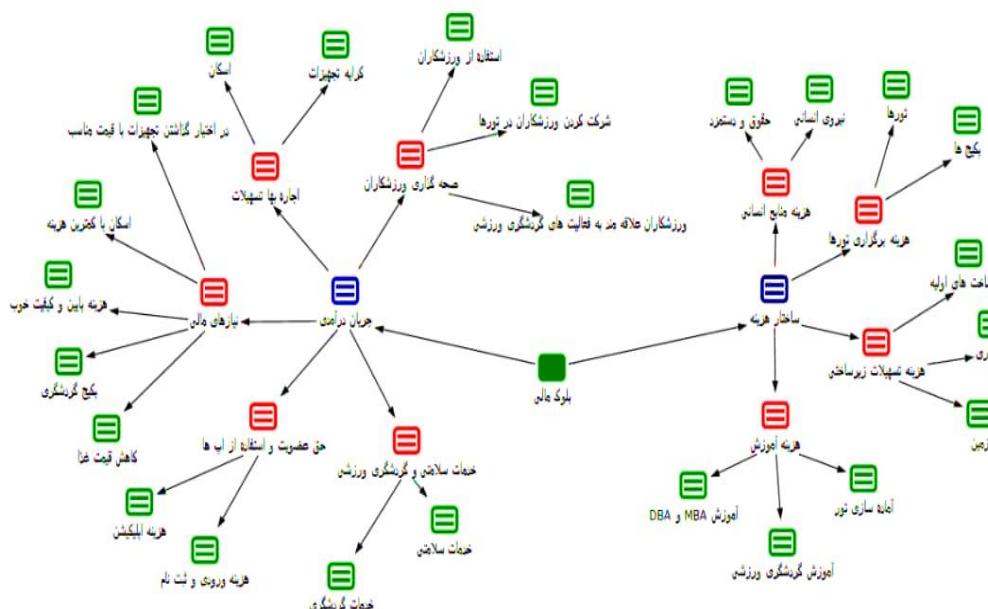 اسکان
کرایه تجهیزات
استفاده از ورزشکاران
در اختیار گذاشتن تجهیزات با قیمت مناسب
شرکت کردن ورزشکاران در تورها
حقوق و دستمزد
نیروی انسانی
تورها
پکیج ها
اجاره بها تسهیلات
صحه گذاری ورزشکاران
ورزشکاران علاقه مند به فعالیت های گردشگری ورزشی
هزینه منابع انسانی
هزینه برگزاری تورها
اسکان با کمترین هزینه
هزینه پایین و کیفیت خوب
نیازهای مالی
جریان درآمدی
ساختار هزینه
ساخت های اولیه
هزینه تسهیلات زیرساختی
زمین
پکیج گردشگری
بلوک مالی
کاهش قیمت غذا
حق عضویت و استفاده از اپ ها
خدمات سلامتی و گردشگری ورزشی
هزینه آموزش
هزینه اپلیکیشن
خدمات سلامتی
هزینه ورودی و ثبت نام
خدمات گردشگری
آموزش MBA و DBA
آماده سازی تور
آموزش گردشگری ورزشی